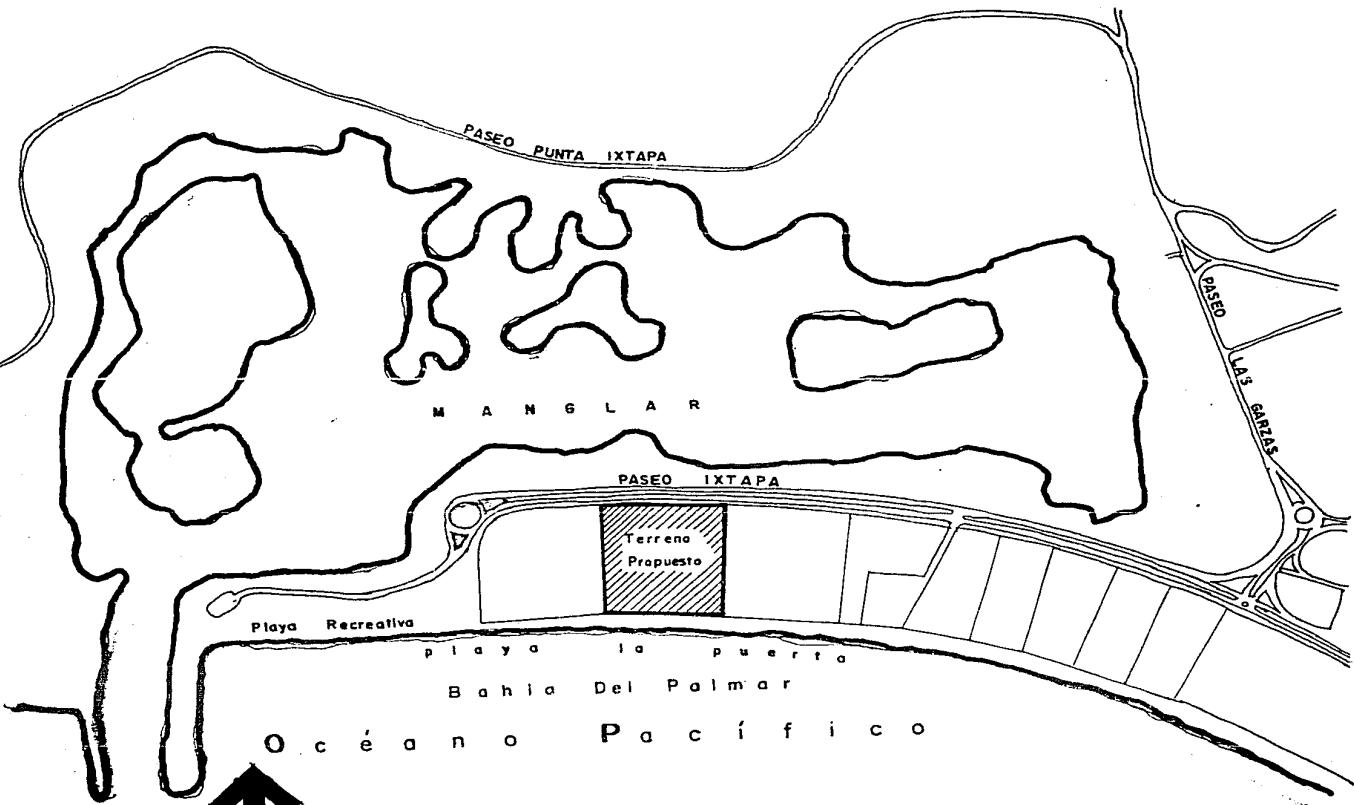 PASEO PUNTA IXTAPA
PASEO LAS GARZAS
M A N G L A R
PASEO IXTAPA
Terreno
Propuesto
Playa Recreativa
playa la puerta
Bahia Del Palmar
Océano Pacífico